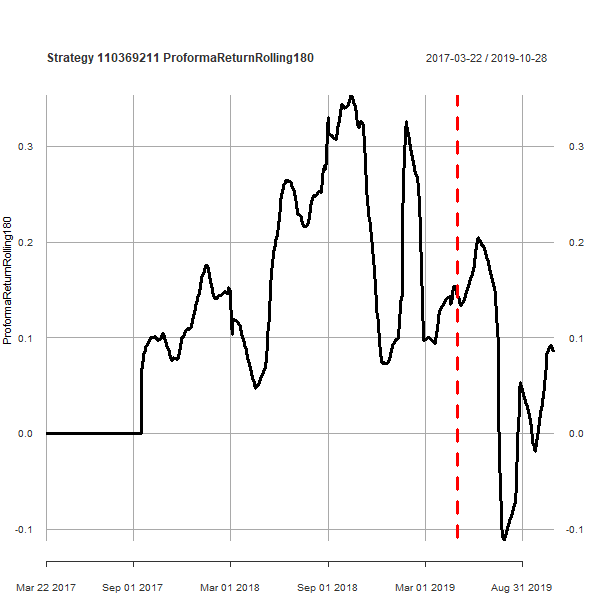 Strategy 110369211 ProformaReturnRolling180
2017-03-22 / 2019-10-28
ProformaReturnRolling180
0.3
0.3
0.2
0.2
0.1
0.1
0.0
0.0
-0.1
-0.1
Mar 22 2017
Sep 01 2017
Mar 01 2018
Sep 01 2018
Mar 01 2019
Aug 31 2019